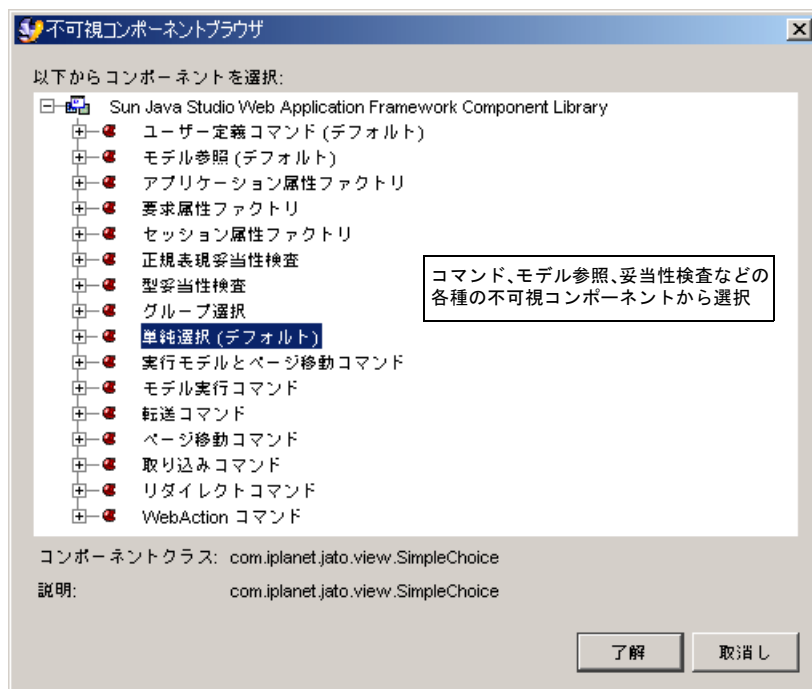 不可視コンポーネントブラウザ
以下からコンポーネントを選択:
Sun Java Studio Web Application Framework Component Library
ユーザー定義コマンド (デフォルト)
モデル参照 (デフォルト)
アプリケーション属性ファクトリ
要求属性ファクトリ
セッション属性ファクトリ
正規表現妥当性検査
型妥当性検査
グループ選択
単純選択 (デフォルト)
実行モデルとページ移動コマンド
モデル実行コマンド
転送コマンド
ページ移動コマンド
取り込みコマンド
リダイレクトコマンド
WebAction コマンド
コマンド、モデル参照、妥当性検査などの
各種の不可視コンポーネントから選択
コンポーネントクラス: com.iplanet.jato.view.SimpleChoice
説明: com.iplanet.jato.view.SimpleChoice
了解 取消し